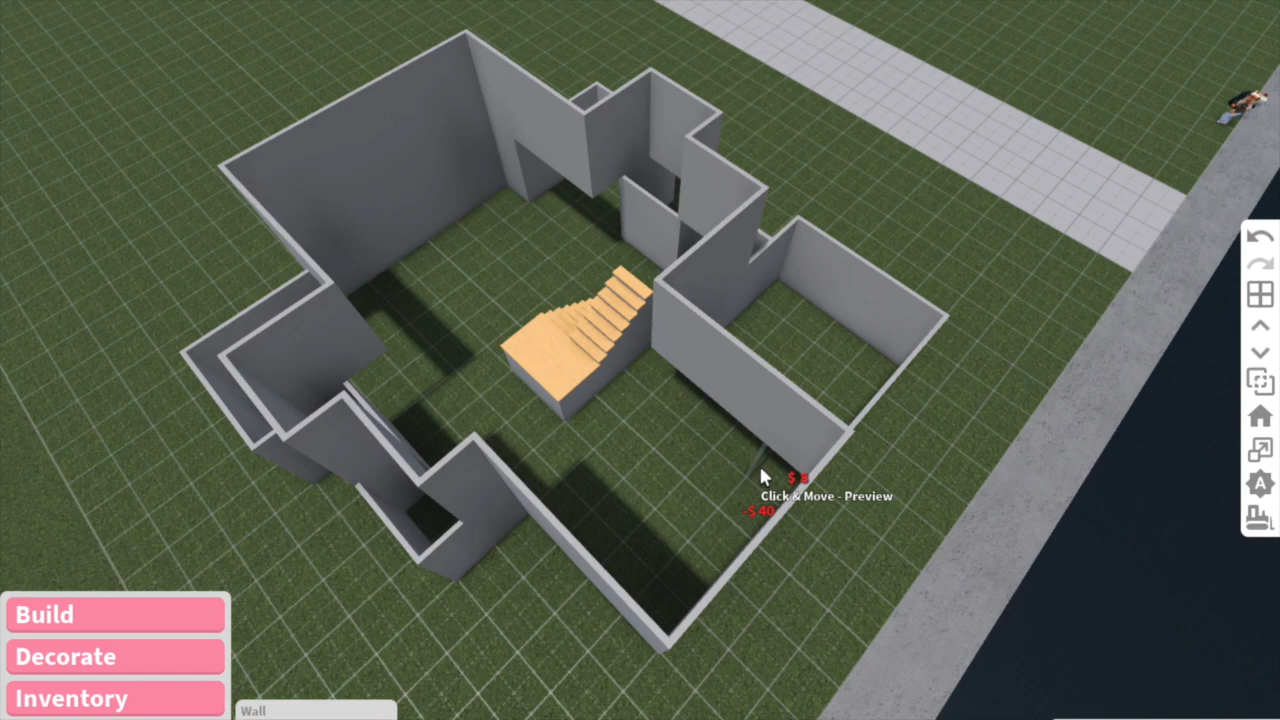 $ 8
Click & Move - Preview
-$ 40
Build
Decorate
Inventory
Wall
A